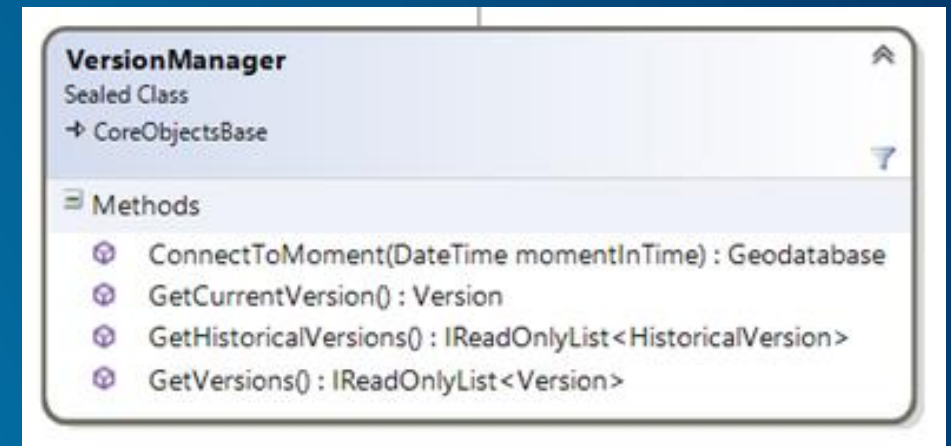 VersionManager
Sealed Class
CoreObjectsBase
Methods
ConnectToMoment(DateTime momentInTime) : Geodatabase
GetCurrentVersion() : Version
GetHistoricalVersions() : IReadOnlyList<HistoricalVersion>
GetVersions() : IReadOnlyList<Version>